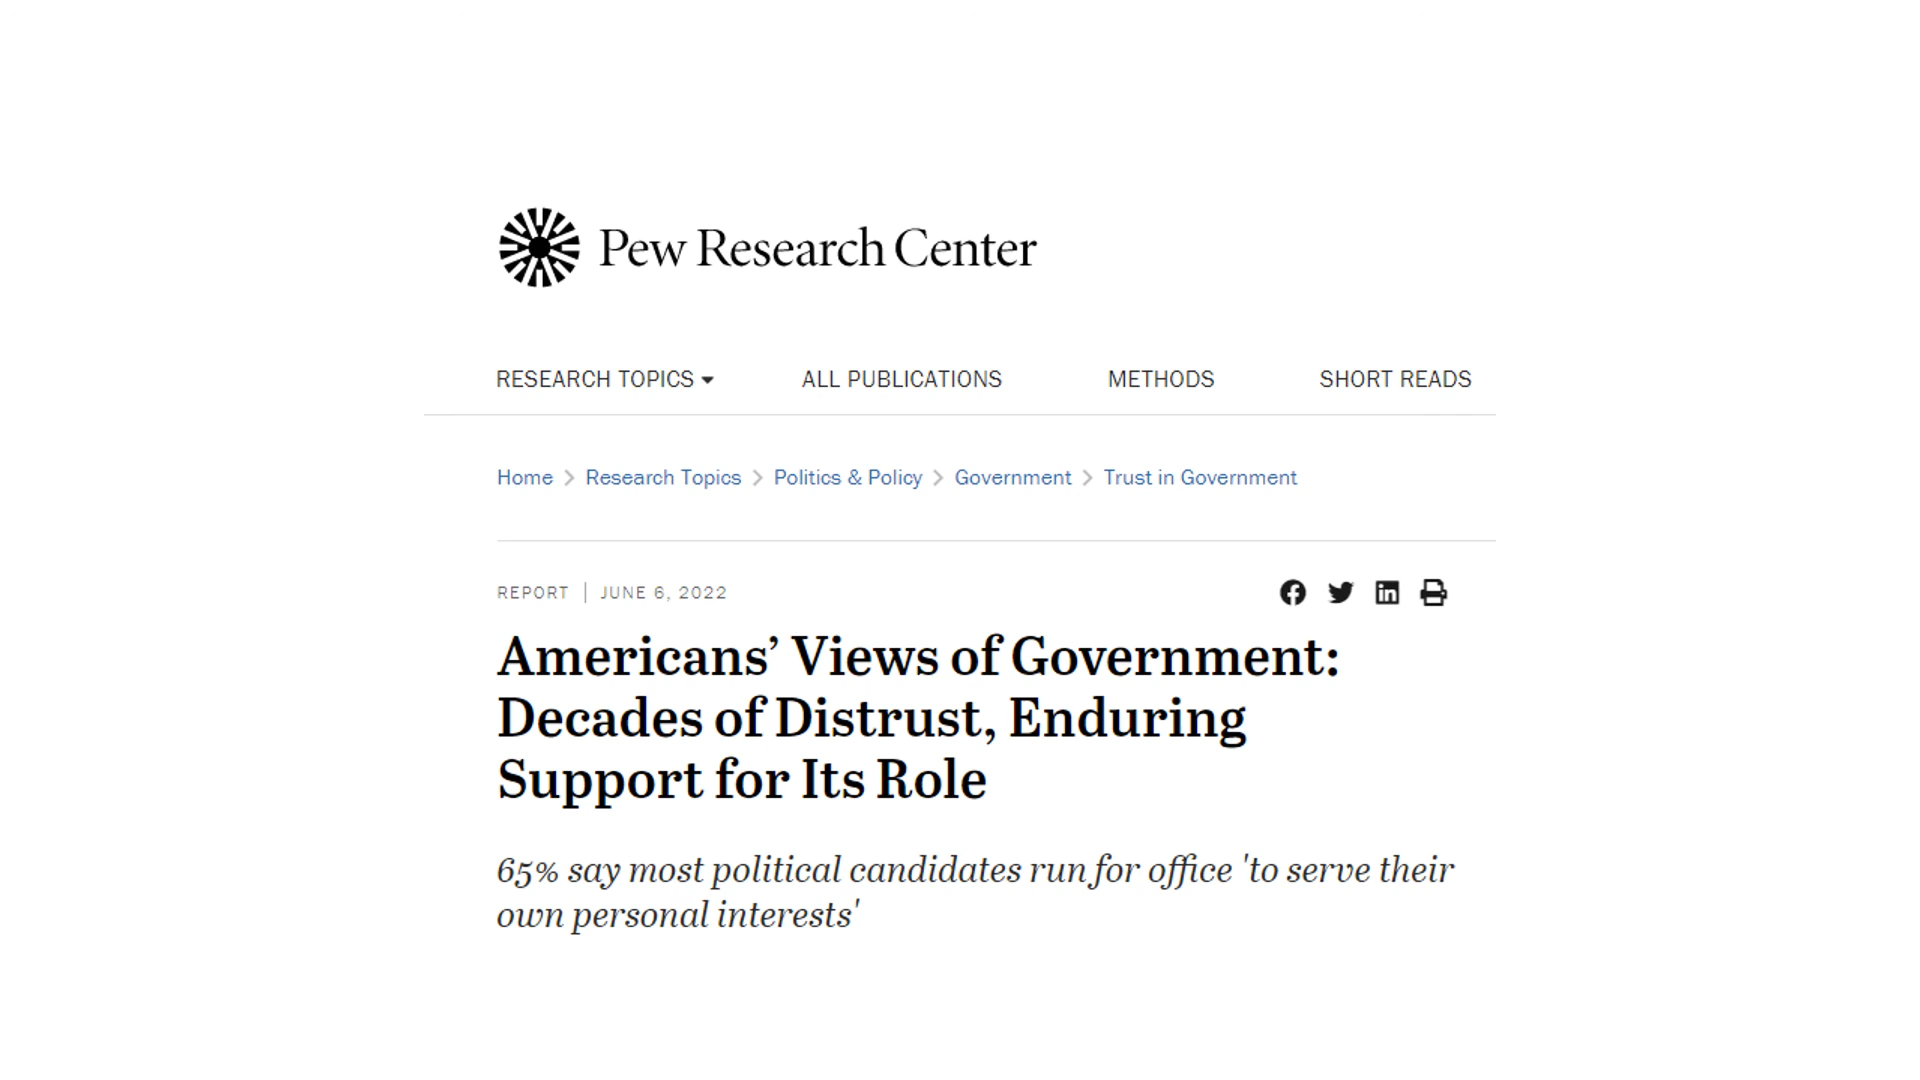 Pew Research Center
RESEARCH TOPICS ALL PUBLICATIONS METHODS SHORT READS
Home Research Topics Politics & Policy Government Trust in Government
REPORT | JUNE 6, 2022
Americans’ Views of Government:
Decades of Distrust, Enduring
Support for Its Role
65% say most political candidates run for office 'to serve their
own personal interests'